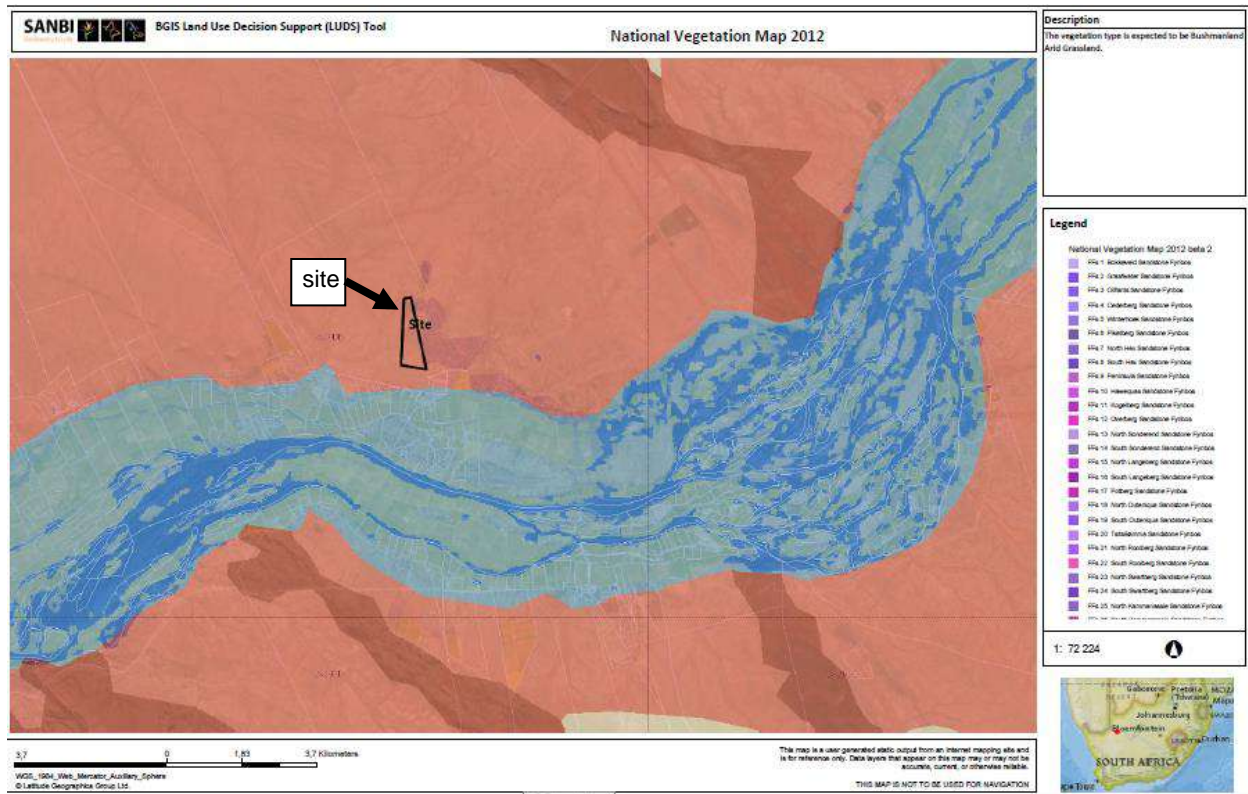 SANBI
BGIS Land Use Decision Support (LUDS) Tool
National Vegetation Map 2012
Description
The vegetation type is expected to be Bushmanland
Arid Grassland.
site
Site
Legend
National Vegetation Map 2012 beta 2
FFs 1 Bokkeveld Sandstone Fynbos
FFs 2 Graafwater Sandstone Fynbos
FFs 3 Olifants Sandstone Fynbos
FFs 4 Cederberg Sandstone Fynbos
FFs 5 Winterhoek Sandstone Fynbos
FFs 6 Piketberg Sandstone Fynbos
FFs 7 North Hex Sandstone Fynbos
FFs 8 South Hex Sandstone Fynbos
FFs 9 Peninsula Sandstone Fynbos
FFs 10 Hawequas Sandstone Fynbos
FFs 11 Kogelberg Sandstone Fynbos
FFs 12 Overberg Sandstone Fynbos
FFs 13 North Sonderend Sandstone Fynbos
FFs 14 South Sonderend Sandstone Fynbos
FFs 15 North Langeberg Sandstone Fynbos
FFs 16 South Langeberg Sandstone Fynbos
FFs 17 Potberg Sandstone Fynbos
FFs 18 North Outeniqua Sandstone Fynbos
FFs 19 South Outeniqua Sandstone Fynbos
FFs 20 Tsitsikamma Sandstone Fynbos
FFs 21 North Rooiberg Sandstone Fynbos
FFs 22 South Rooiberg Sandstone Fynbos
FFs 23 North Swartberg Sandstone Fynbos
FFs 24 South Swartberg Sandstone Fynbos
FFs 25 North Kammanassie Sandstone Fynbos
1: 72 224
Gaborone Pretoria MOZA
(Tshwane) Mapu
Johannesburg
Bloemfontein
Durban
SOUTH AFRICA
3,7 0 1,83 3,7 Kilometers
WGS_1984_Web_Mercator_Auxiliary_Sphere
© Latitude Geographics Group Ltd.
This map is a user generated static output from an Internet mapping site and
is for reference only. Data layers that appear on this map may or may not be
accurate, current, or otherwise reliable.
THIS MAP IS NOT TO BE USED FOR NAVIGATION